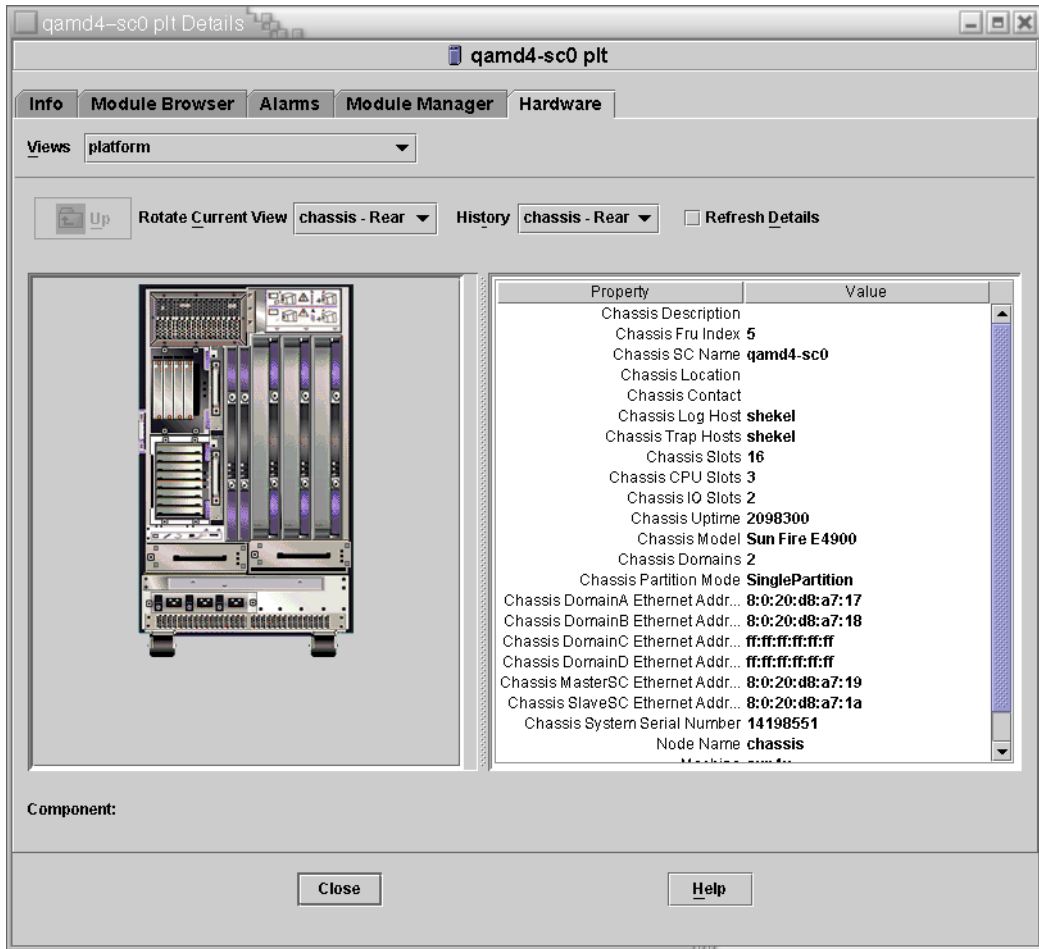 qamd4-sc0 plt Details
qamd4-sc0 plt
Info Module Browser Alarms Module Manager Hardware
Views platform
Up Rotate Current View chassis - Rear History chassis - Rear Refresh Details
Property Value
Chassis Description
Chassis Fru Index 5
Chassis SC Name qamd4-sc0
Chassis Location
Chassis Contact
Chassis Log Host shekel
Chassis Trap Hosts shekel
Chassis Slots 16
Chassis CPU Slots 3
Chassis IO Slots 2
Chassis Uptime 2098300
Chassis Model Sun Fire E4900
Chassis Domains 2
Chassis Partition Mode SinglePartition
Chassis DomainA Ethernet Addr... 8:0:20:d8:a7:17
Chassis DomainB Ethernet Addr... 8:0:20:d8:a7:18
Chassis DomainC Ethernet Addr... ff:ff:ff:ff:ff:ff
Chassis DomainD Ethernet Addr... ff:ff:ff:ff:ff:ff
Chassis MasterSC Ethernet Addr... 8:0:20:d8:a7:19
Chassis SlaveSC Ethernet Addr... 8:0:20:d8:a7:1a
Chassis System Serial Number 14198551
Node Name chassis
Component:
Close Help